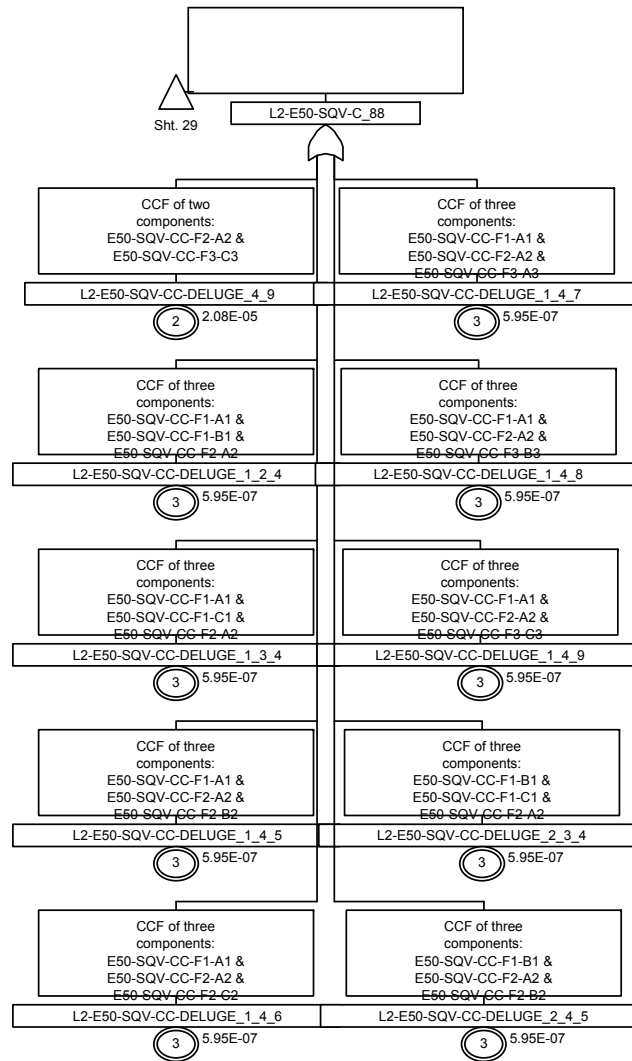 Sht. 29
L2-E50-SQV-C_88
CCF of two
components:
E50-SQV-CC-F2-A2 &
E50-SQV-CC-F3-C3
L2-E50-SQV-CC-DELUGE_4_9
2
2.08E-05
CCF of three
components:
E50-SQV-CC-F1-A1 &
E50-SQV-CC-F2-A2 &
E50-SQV-CC-F3-A3
L2-E50-SQV-CC-DELUGE_1_4_7
3
5.95E-07
CCF of three
components:
E50-SQV-CC-F1-A1 &
E50-SQV-CC-F1-B1 &
E50-SQV-CC-F2-A2
L2-E50-SQV-CC-DELUGE_1_2_4
3
5.95E-07
CCF of three
components:
E50-SQV-CC-F1-A1 &
E50-SQV-CC-F2-A2 &
E50-SQV-CC-F3-B3
L2-E50-SQV-CC-DELUGE_1_4_8
3
5.95E-07
CCF of three
components:
E50-SQV-CC-F1-A1 &
E50-SQV-CC-F1-C1 &
E50-SQV-CC-F2-A2
L2-E50-SQV-CC-DELUGE_1_3_4
3
5.95E-07
CCF of three
components:
E50-SQV-CC-F1-A1 &
E50-SQV-CC-F2-A2 &
E50-SQV-CC-F3-C3
L2-E50-SQV-CC-DELUGE_1_4_9
3
5.95E-07
CCF of three
components:
E50-SQV-CC-F1-A1 &
E50-SQV-CC-F2-A2 &
E50-SQV-CC-F2-B2
L2-E50-SQV-CC-DELUGE_1_4_5
3
5.95E-07
CCF of three
components:
E50-SQV-CC-F1-B1 &
E50-SQV-CC-F1-C1 &
E50-SQV-CC-F2-A2
L2-E50-SQV-CC-DELUGE_2_3_4
3
5.95E-07
CCF of three
components:
E50-SQV-CC-F1-A1 &
E50-SQV-CC-F2-A2 &
E50-SQV-CC-F2-C2
L2-E50-SQV-CC-DELUGE_1_4_6
3
5.95E-07
CCF of three
components:
E50-SQV-CC-F1-B1 &
E50-SQV-CC-F2-A2 &
E50-SQV-CC-F2-B2
L2-E50-SQV-CC-DELUGE_2_4_5
3
5.95E-07